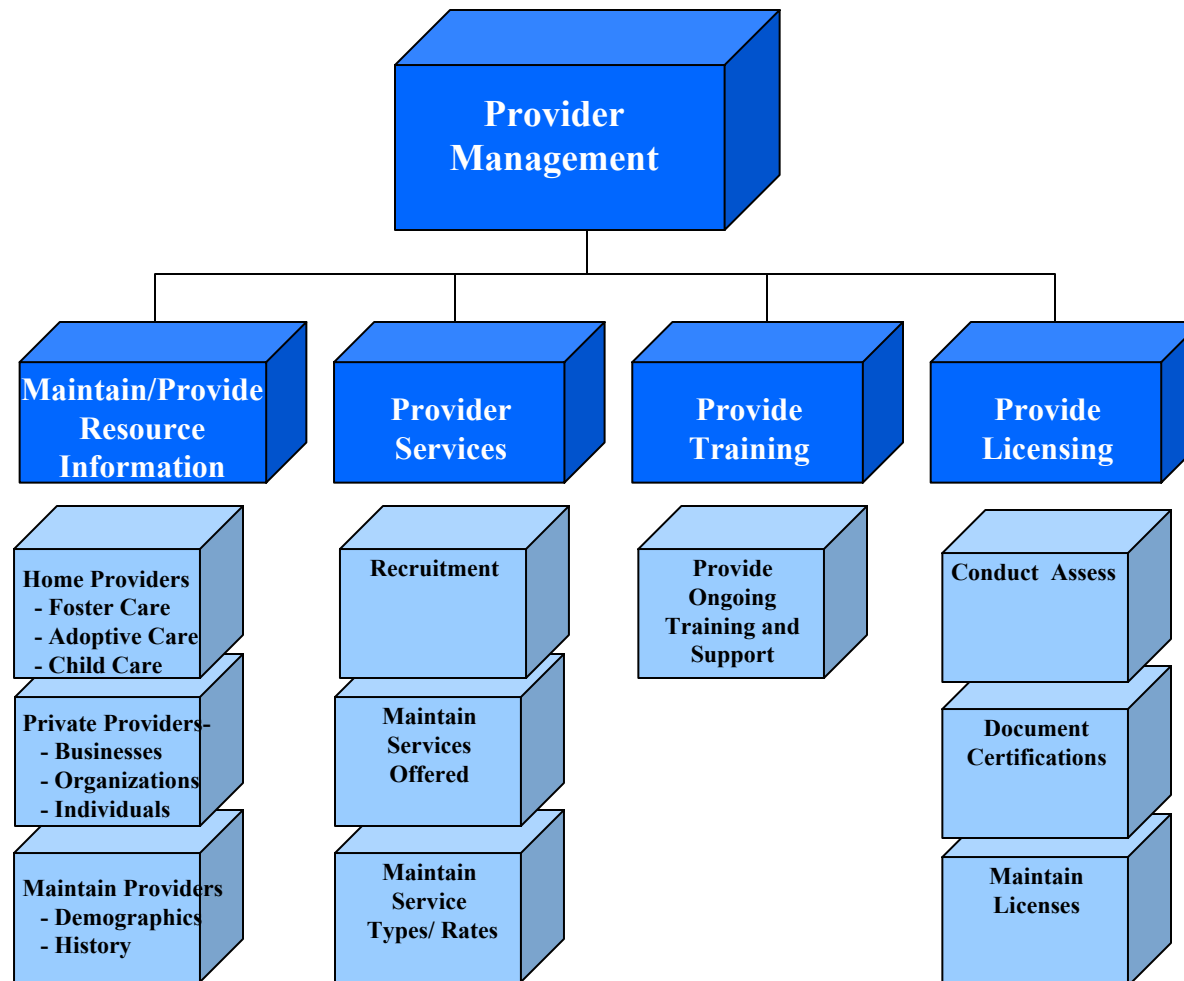 Provider
Management
Maintain/Provide
Resource
Information
Provider
Services
Provide
Training
Provide
Licensing
Home Providers
- Foster Care
- Adoptive Care
- Child Care
Private Providers-
- Businesses
- Organizations
- Individuals
Maintain Providers
- Demographics
- History
Recruitment
Maintain
Services
Offered
Maintain
Service
Types/ Rates
Provide
Ongoing
Training and
Support
Conduct Assess
Document
Certifications
Maintain
Licenses